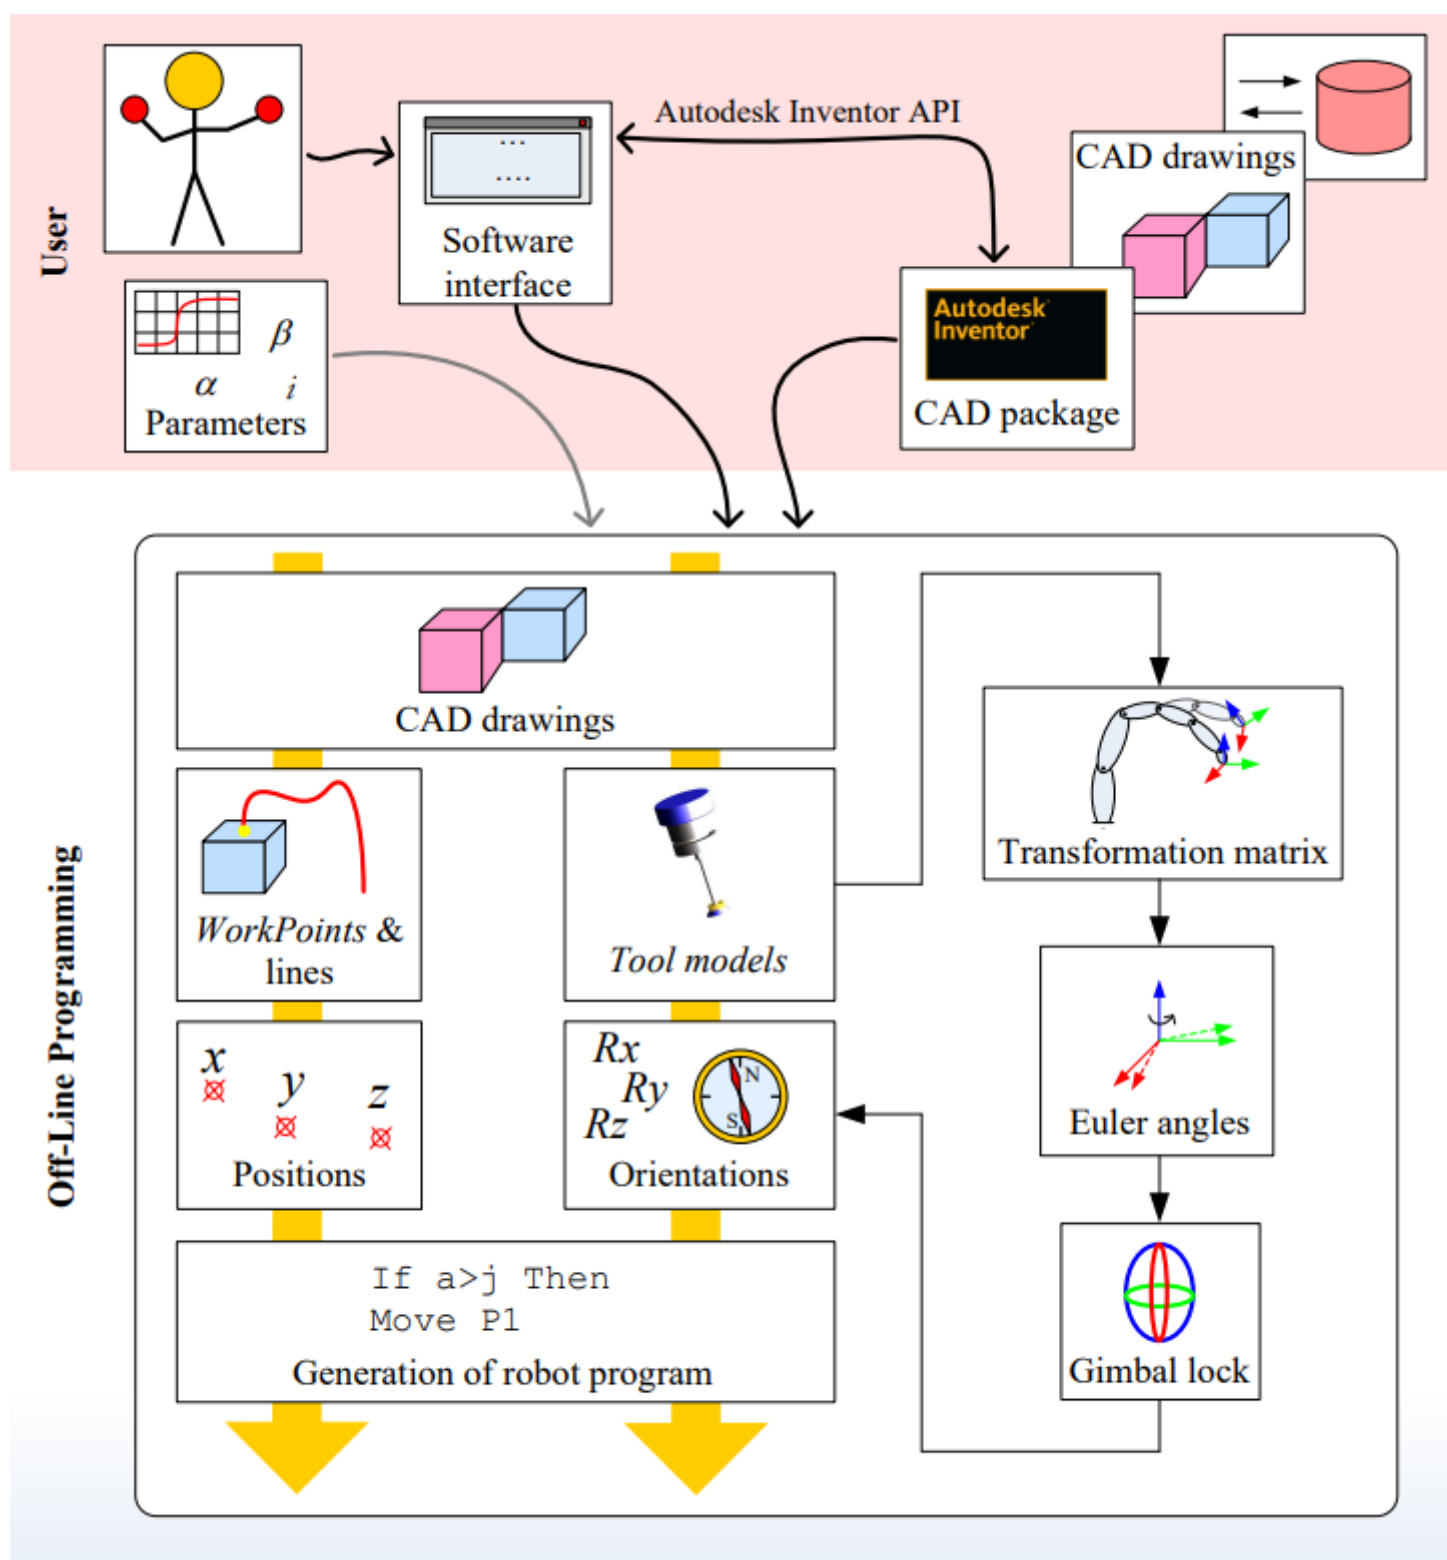 User
Autodesk Inventor API
CAD drawings
...
....
Software
interface
β
α
i
Parameters
Autodesk
Inventor
CAD package
Off-Line Programming
CAD drawings
WorkPoints &
lines
Tool models
Transformation matrix
x
y
z
Positions
Rx
Ry
Rz
N
S
Orientations
Euler angles
If a>j Then
Move P1
Generation of robot program
Gimbal lock